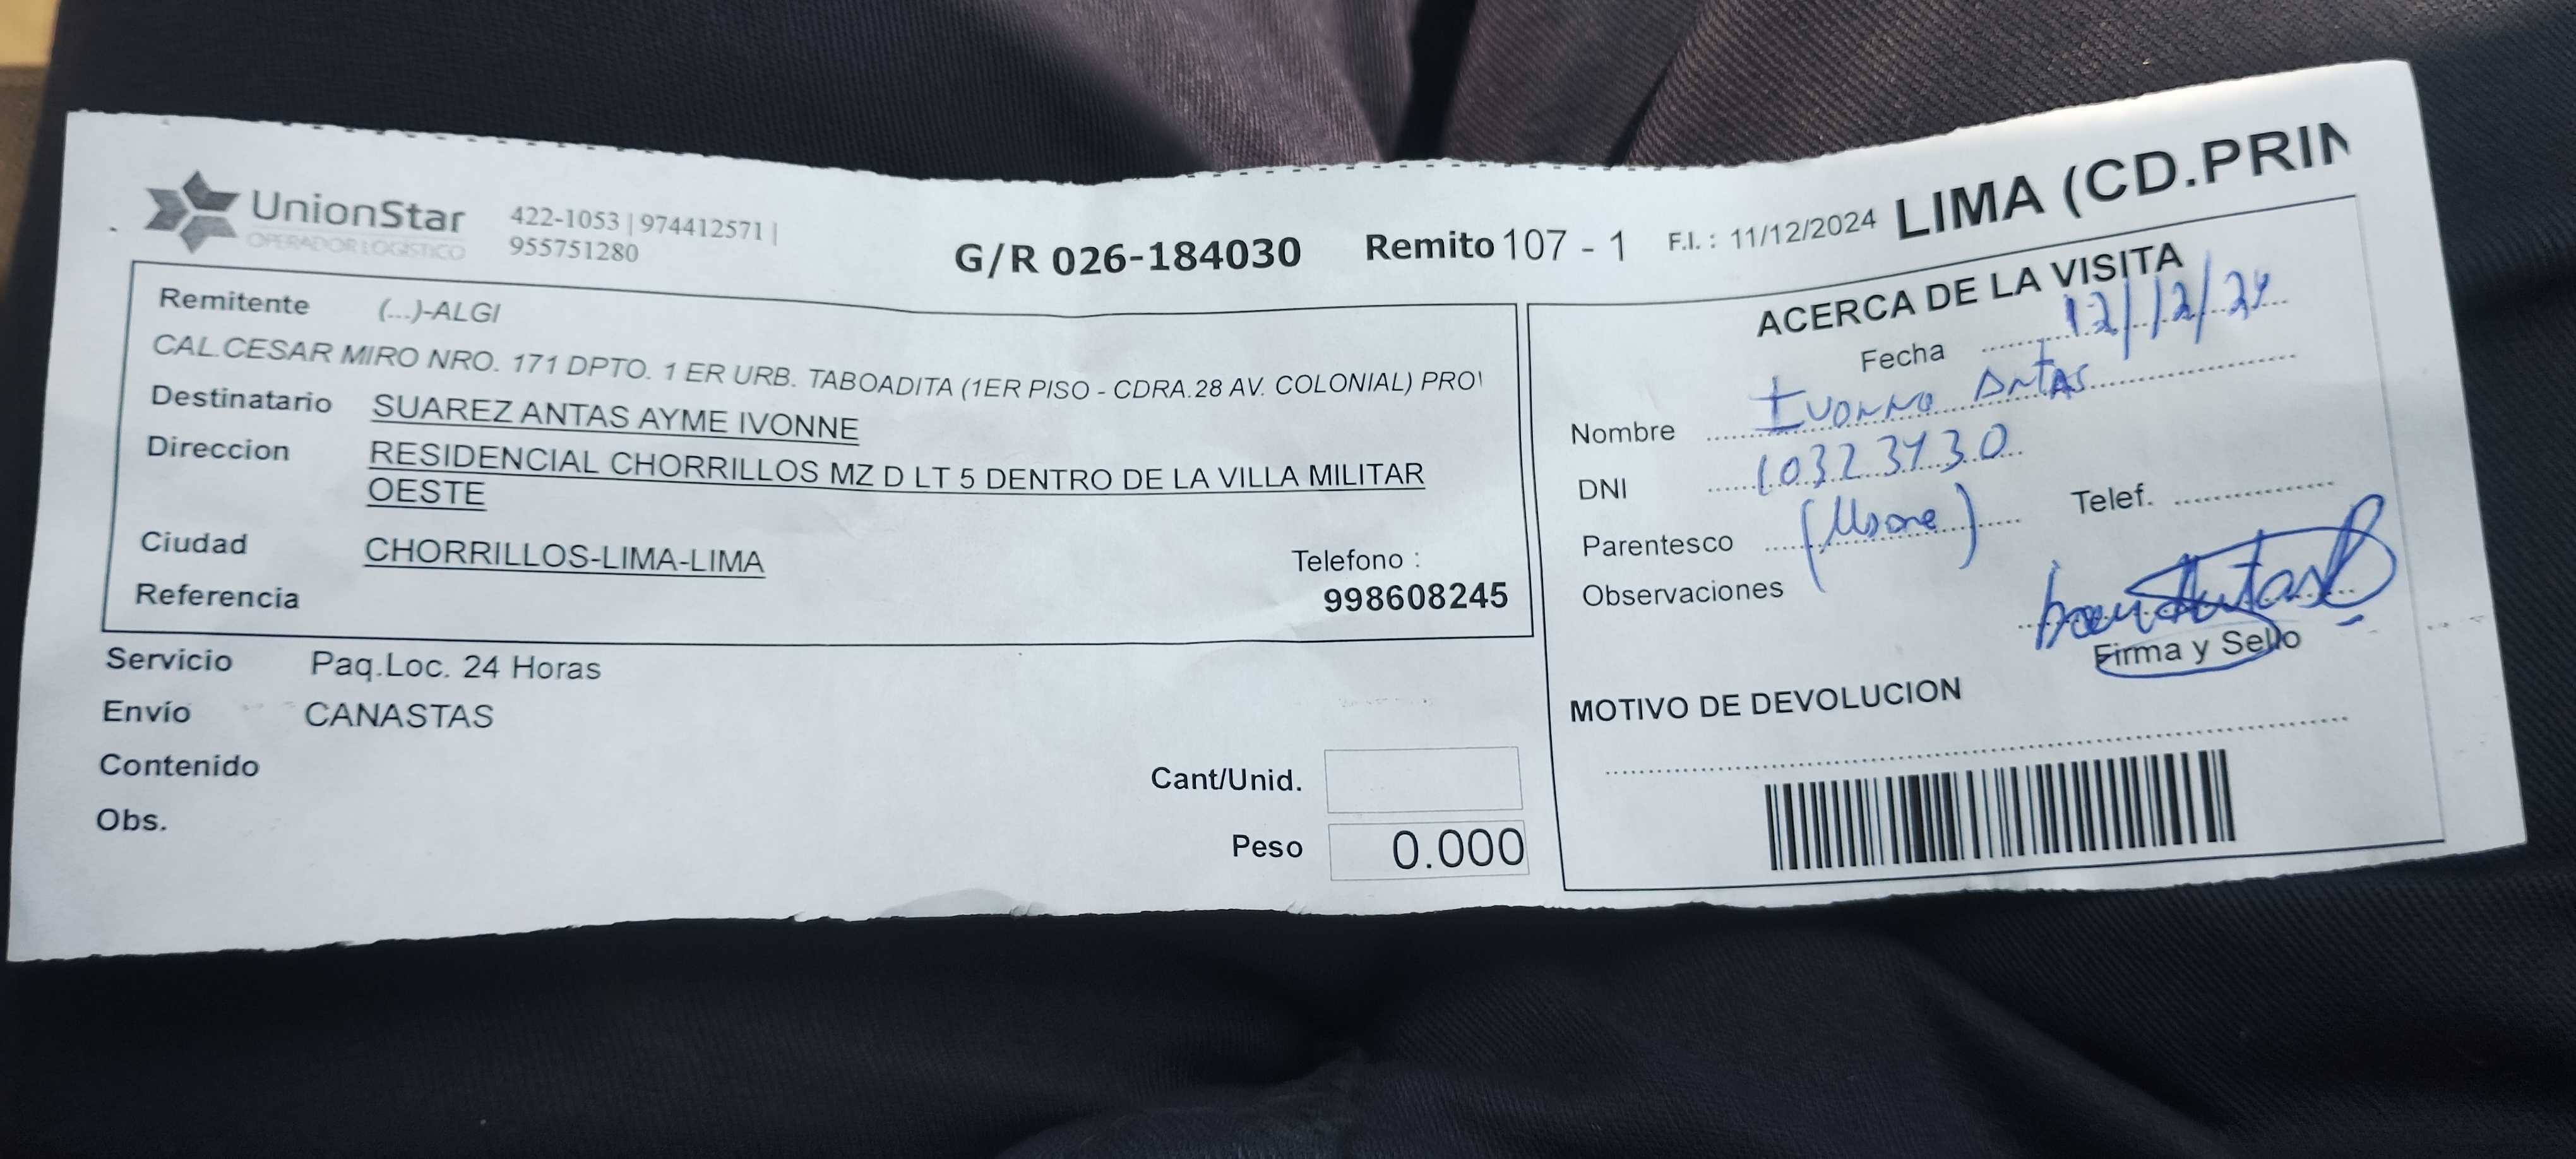 UnionStar
OPERADOR LOGÍSTICO
422-1053 | 974412571 |
955751280
G/R 026-184030
Remito 107 - 1
F.I. : 11/12/2024
LIMA (CD.PRIN
Remitente (...)-ALGI
CAL.CESAR MIRO NRO. 171 DPTO. 1 ER URB. TABOADITA (1ER PISO - CDRA.28 AV. COLONIAL) PROV
Destinatario SUAREZ ANTAS AYME IVONNE
Direccion RESIDENCIAL CHORRILLOS MZ D LT 5 DENTRO DE LA VILLA MILITAR
OESTE
Ciudad CHORRILLOS-LIMA-LIMA
Telefono :
Referencia
998608245
Servicio Paq.Loc. 24 Horas
Envío CANASTAS
Contenido
Obs.
Cant/Unid.
Peso 0.000
ACERCA DE LA VISITA
Fecha 12/12/24
Nombre Ivonne Antas
DNI
Parentesco
Telef.
Observaciones
Firma y Sello
MOTIVO DE DEVOLUCION